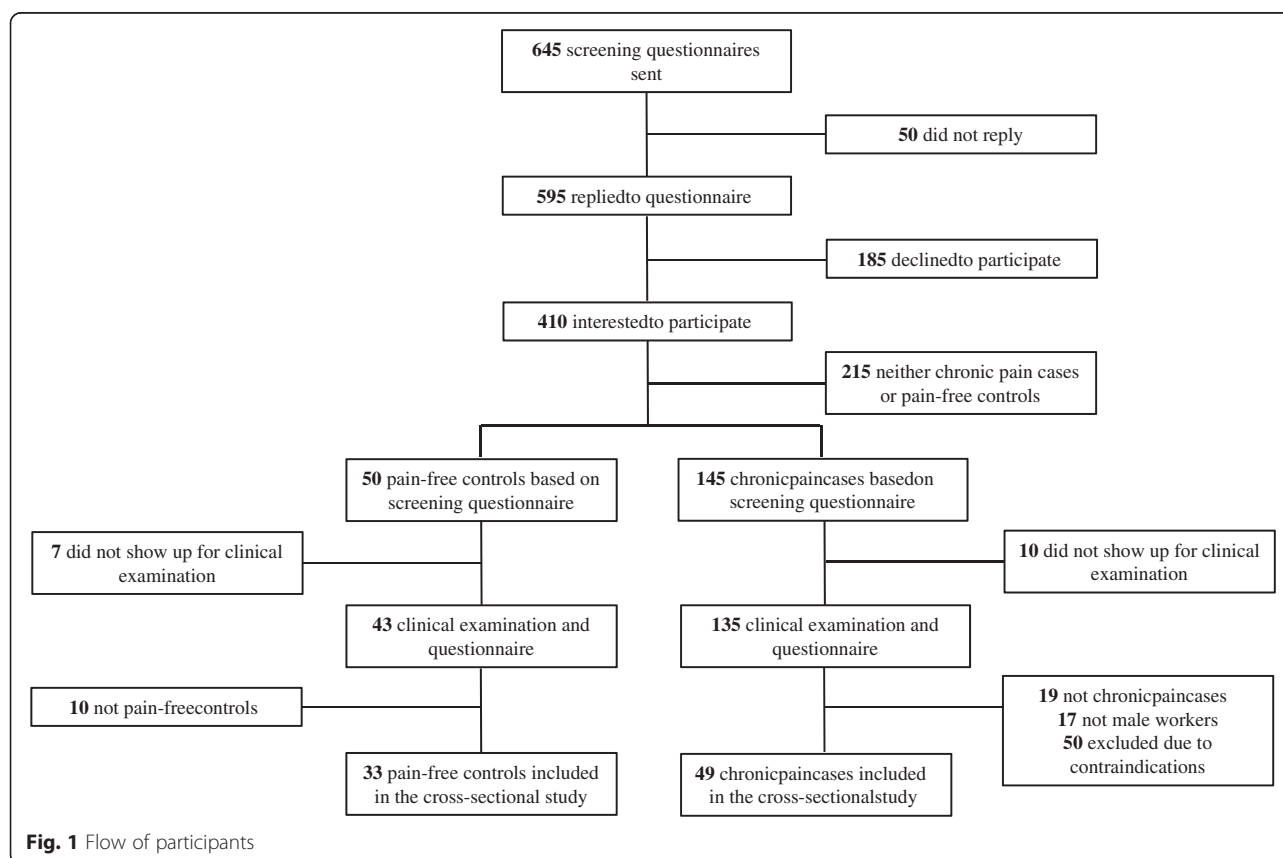 645 screening questionnaires
sent
50 did not reply
595 repliedto questionnaire
185 declinedto participate
410 interestedto participate
215 neither chronic pain cases
or pain-free controls
50 pain-free controls based on
screening questionnaire
145 chronicpaincases basedon
screening questionnaire
7 did not show up for clinical
examination
10 did not show up for clinical
examination
43 clinical examination and
questionnaire
135 clinical examination and
questionnaire
10 not pain-freecontrols
19 not chronicpaincases
17 not male workers
50 excluded due to
contraindications
33 pain-free controls included
in the cross-sectional study
49 chronicpaincases included
in the cross-sectionalstudy
Fig. 1 Flow of participants